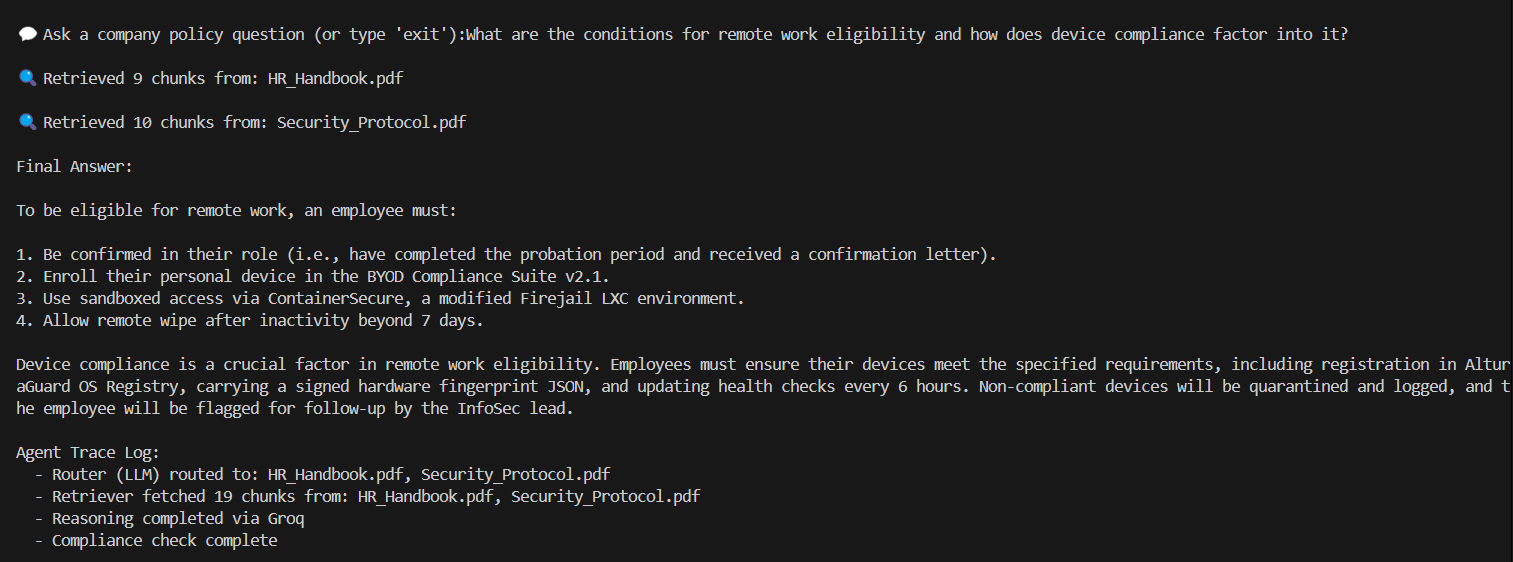 💬 Ask a company policy question (or type 'exit'):What are the conditions for remote work eligibility and how does device compliance factor into it?
🔍 Retrieved 9 chunks from: HR_Handbook.pdf
🔍 Retrieved 10 chunks from: Security_Protocol.pdf
Final Answer:
To be eligible for remote work, an employee must:
1. Be confirmed in their role (i.e., have completed the probation period and received a confirmation letter).
2. Enroll their personal device in the BYOD Compliance Suite v2.1.
3. Use sandboxed access via ContainerSecure, a modified Firejail LXC environment.
4. Allow remote wipe after inactivity beyond 7 days.
Device compliance is a crucial factor in remote work eligibility. Employees must ensure their devices meet the specified requirements, including registration in Altur
aGuard OS Registry, carrying a signed hardware fingerprint JSON, and updating health checks every 6 hours. Non-compliant devices will be quarantined and logged, and t
he employee will be flagged for follow-up by the InfoSec lead.
Agent Trace Log:
- Router (LLM) routed to: HR_Handbook.pdf, Security_Protocol.pdf
- Retriever fetched 19 chunks from: HR_Handbook.pdf, Security_Protocol.pdf
- Reasoning completed via Groq
- Compliance check complete